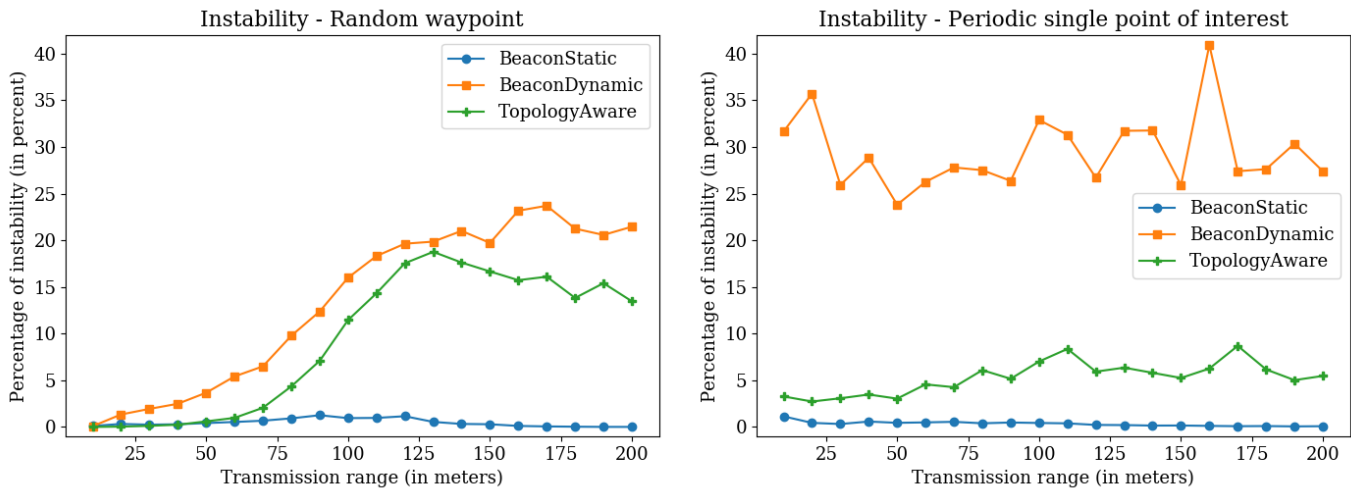 Instability - Random waypoint
Percentage of instability (in percent)
40
35
30
25
20
15
10
5
0
BeaconStatic
BeaconDynamic
TopologyAware
25 50 75 100 125 150 175 200
Transmission range (in meters)
Instability - Periodic single point of interest
Percentage of instability (in percent)
40
35
30
25
20
15
10
5
0
BeaconStatic
BeaconDynamic
TopologyAware
25 50 75 100 125 150 175 200
Transmission range (in meters)